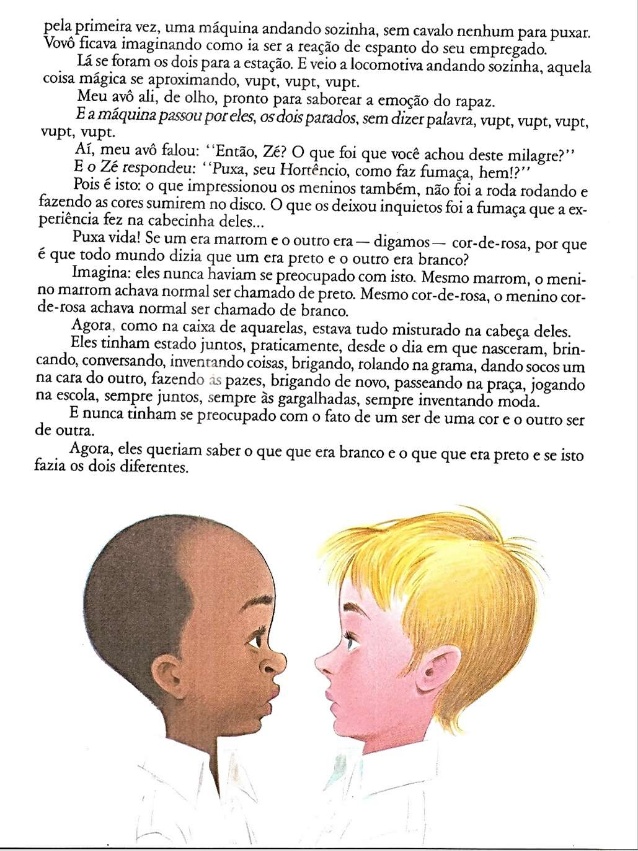 pela primeira vez, uma máquina andando sozinha, sem cavalo nenhum para puxar.
Vovô ficava imaginando como ia ser a reação de espanto do seu empregado.
Lá se foram os dois para a estação. E veio a locomotiva andando sozinha, aquela
coisa mágica se aproximando, vupt, vupt, vupt.
Meu avô ali, de olho, pronto para saborear a emoção do rapaz.
E a máquina passou por eles, os dois parados, sem dizer palavra, vupt, vupt, vupt,
vupt, vupt.
Aí, meu avô falou: “Então, Zé? O que foi que você achou deste milagre?”
E o Zé respondeu: “Puxa, seu Hortêncio, como faz fumaça, hem!?”
Pois é isto: o que impressionou os meninos também, não foi a roda rodando e
fazendo as cores sumirem no disco. O que os deixou inquietos foi a fumaça que a ex-
periência fez na cabecinha deles...
Puxa vida! Se um era marrom e o outro era — digamos — cor-de-rosa, por que
é que todo mundo dizia que um era preto e o outro era branco?
Imagina: eles nunca haviam se preocupado com isto. Mesmo marrom, o meni-
no marrom achava normal ser chamado de preto. Mesmo cor-de-rosa, o menino cor-
de-rosa achava normal ser chamado de branco.
Agora, como na caixa de aquarelas, estava tudo misturado na cabeça deles.
Eles tinham estado juntos, praticamente, desde o dia em que nasceram, brin-
cando, conversando, inventando coisas, brigando, rolando na grama, dando socos um
na cara do outro, fazendo as pazes, brigando de novo, passeando na praça, jogando
na escola, sempre juntos, sempre às gargalhadas, sempre inventando moda.
E nunca tinham se preocupado com o fato de um ser de uma cor e o outro ser
de outra.
Agora, eles queriam saber o que que era branco e o que que era preto e se isto
fazia os dois diferentes.